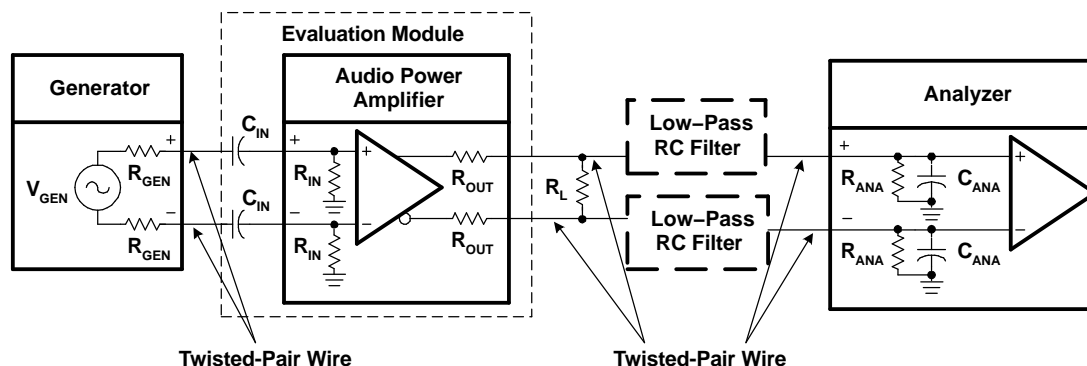 Evaluation Module
Generator
Audio Power
Amplifier
Analyzer
Low–Pass
RC Filter
Low–Pass
RC Filter
C_IN
C_IN
V_GEN
R_GEN
R_GEN
+
−
R_IN
R_IN
+
−
+
−
R_OUT
R_OUT
R_L
+
−
R_ANA
C_ANA
R_ANA
C_ANA
+
−
Twisted-Pair Wire
Twisted-Pair Wire